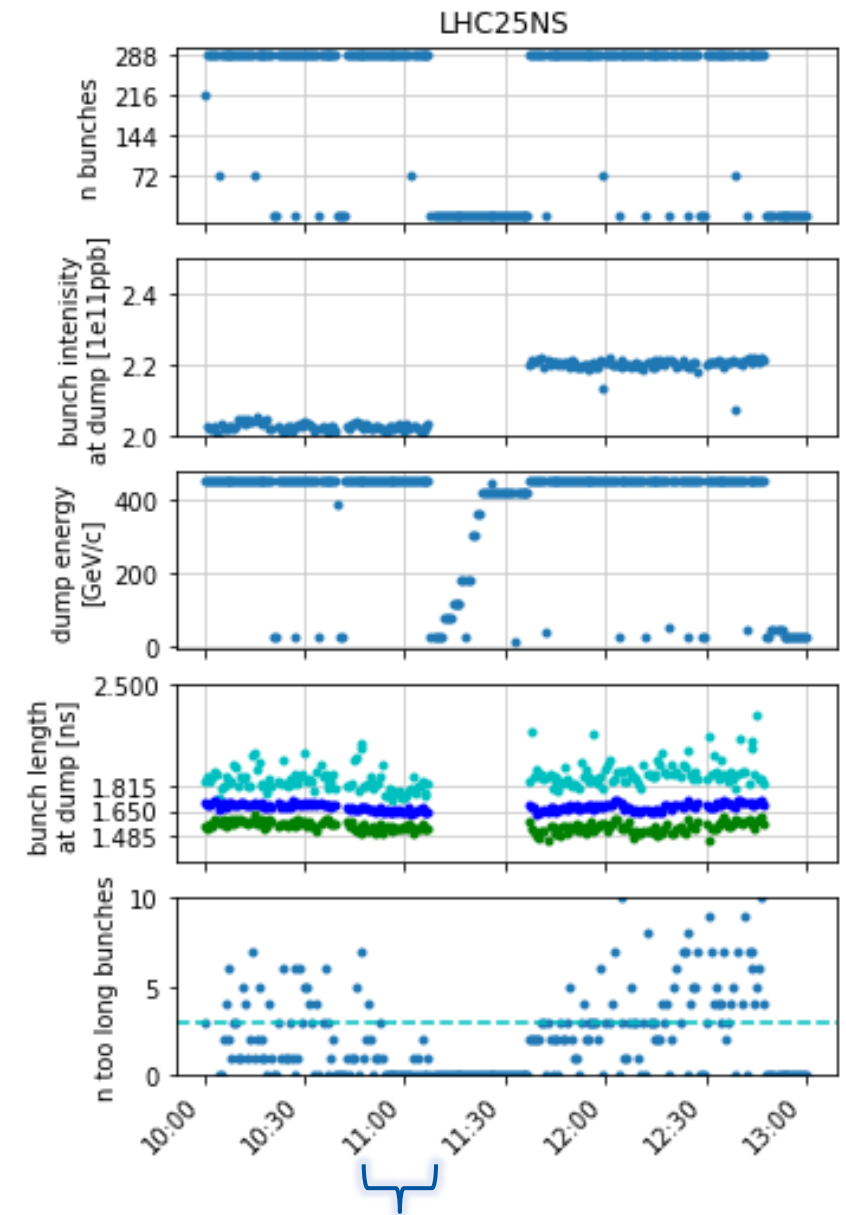 LHC25NS
n bunches
288
216
144
72
bunch intenisity
at dump [1e11ppb]
2.4
2.2
2.0
dump energy
[GeV/c]
400
200
0
bunch length
at dump [ns]
2.500
1.815
1.650
1.485
n too long bunches
10
5
0
10:00
10:30
11:00
11:30
12:00
12:30
13:00